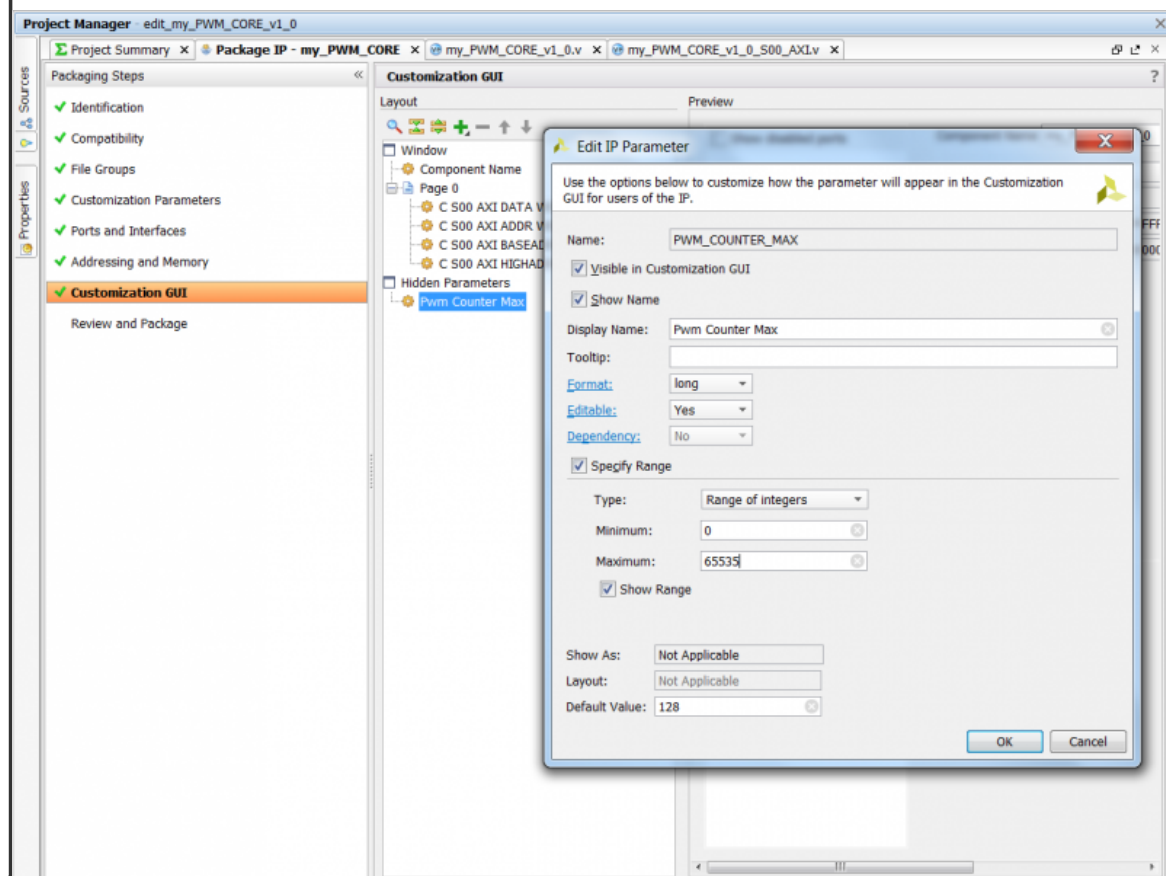 Project Manager - edit_my_PWM_CORE_v1_0
Project Summary
Package IP - my_PWM_CORE
my_PWM_CORE_v1_0.v
my_PWM_CORE_v1_0_S00_AXI.v
Sources
Properties
Packaging Steps
Identification
Compatibility
File Groups
Customization Parameters
Ports and Interfaces
Addressing and Memory
Customization GUI
Review and Package
Customization GUI
?
Layout
Window
Component Name
Page 0
C S00 AXI DATA W
C S00 AXI ADDR W
C S00 AXI BASEAD
C S00 AXI HIGHAD
Hidden Parameters
Pwm Counter Max
Preview
Show disabled ports
Edit IP Parameter
Use the options below to customize how the parameter will appear in the Customization
GUI for users of the IP.
Name: PWM_COUNTER_MAX
Visible in Customization GUI
Show Name
Display Name: Pwm Counter Max
Tooltip:
Format: long
Editable: Yes
Dependency: No
Specify Range
Type: Range of integers
Minimum: 0
Maximum: 65535
Show Range
Show As: Not Applicable
Layout: Not Applicable
Default Value: 128
OK Cancel